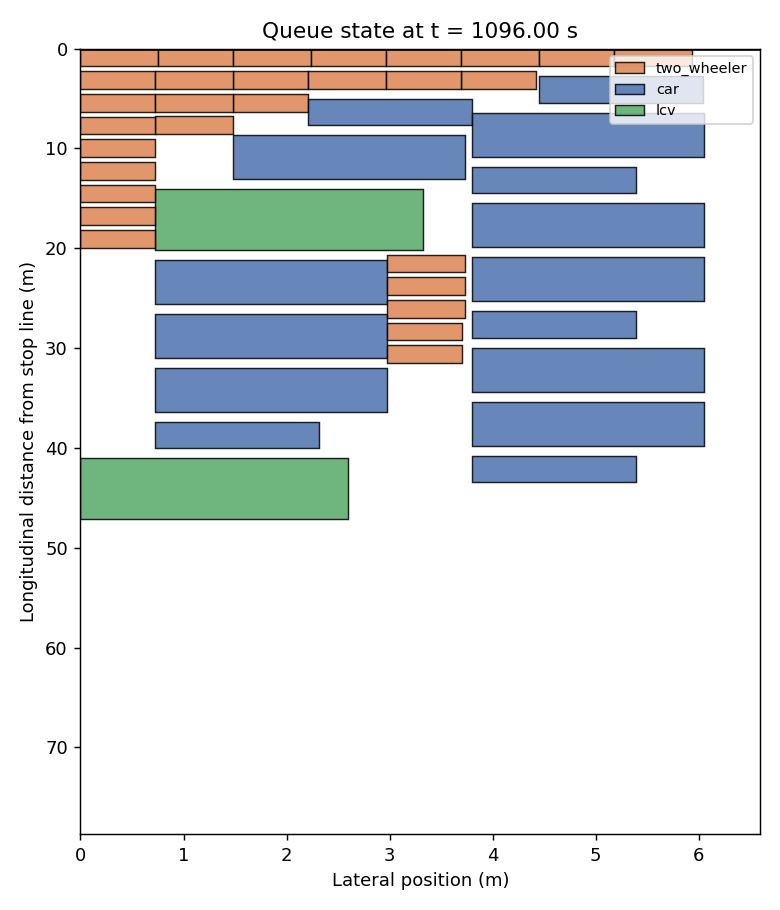 Queue state at t = 1096.00 s
two_wheeler
car
lcv
0
10
20
30
40
50
60
70
Longitudinal distance from stop line (m)
0 1 2 3 4 5 6
Lateral position (m)